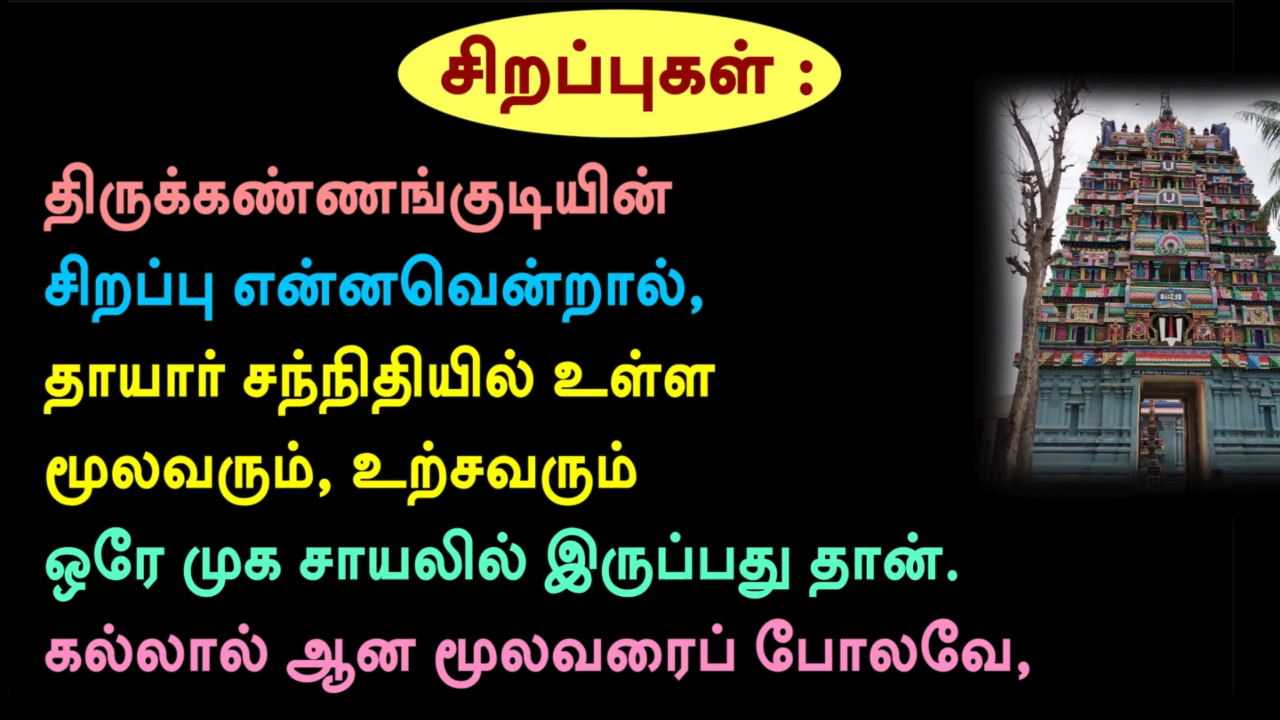 சிறப்புகள் :
திருக்கண்ணங்குடியின்
சிறப்பு என்னவென்றால்,
தாயார் சந்நிதியில் உள்ள
மூலவரும், உற்சவரும்
ஒரே முக சாயலில் இருப்பது தான்.
கல்லால் ஆன மூலவரைப் போலவே,